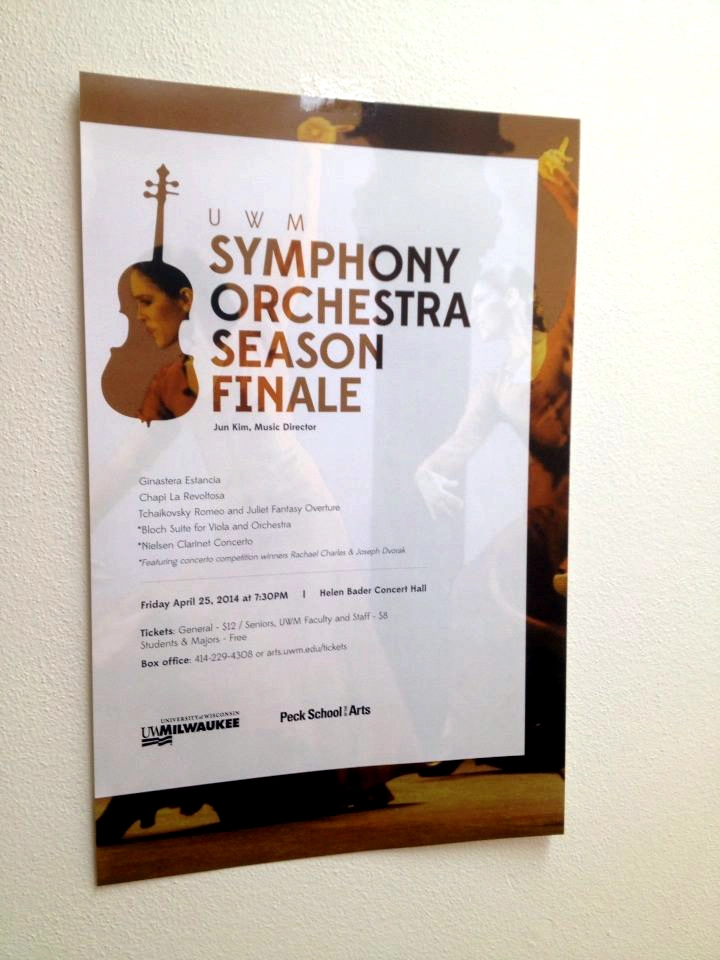 UWM
SYMPHONY
ORCHESTRA
SEASON
FINALE
Jun Kim, Music Director
Ginastera Estancia
Chapi La Revoltosa
Tchaikovsky Romeo and Juliet Fantasy Overture
*Bloch Suite for Viola and Orchestra
*Nielsen Clarinet Concerto
*Featuring concerto competition winners Rachael Charles & Joseph Dvorak
Friday April 25, 2014 at 7:30PM | Helen Bader Concert Hall
Tickets: General - $12 / Seniors, UWM Faculty and Staff - $8
Students & Majors - Free
Box office: 414-229-4308 or arts.uwm.edu/tickets
UNIVERSITY of WISCONSIN
UWMILWAUKEE
Peck School of the Arts